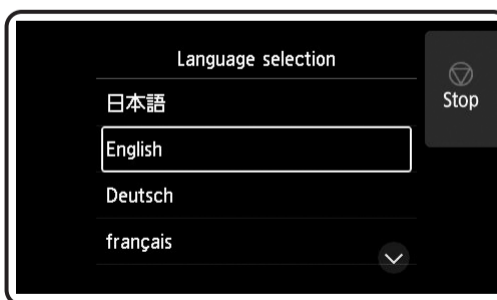 Language selection
Stop
日本語
English
Deutsch
français